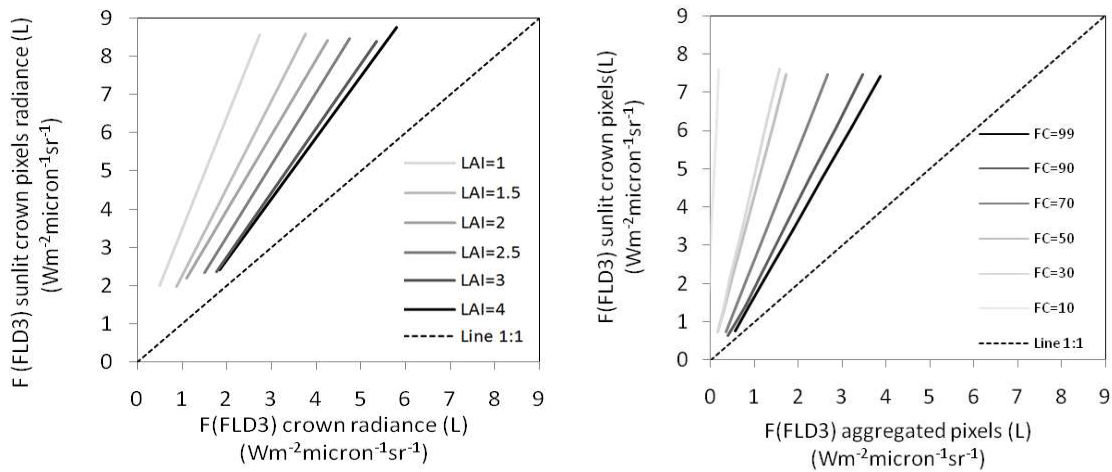 F (FLD3) sunlit crown pixels radiance (L)
(Wm-2micron-1sr-1)
9
8
7
6
5
4
3
2
1
0
LAI=1
LAI=1.5
LAI=2
LAI=2.5
LAI=3
LAI=4
Line 1:1
0 1 2 3 4 5 6 7 8 9
F(FLD3) crown radiance (L)
(Wm-2micron-1sr-1)
F(FLD3) sunlit crown pixels(L)
(Wm-2micron-1sr-1)
9
8
7
6
5
4
3
2
1
0
FC=99
FC=90
FC=70
FC=50
FC=30
FC=10
Line 1:1
0 1 2 3 4 5 6 7 8 9
F(FLD3) aggregated pixels (L)
(Wm-2micron-1sr-1)